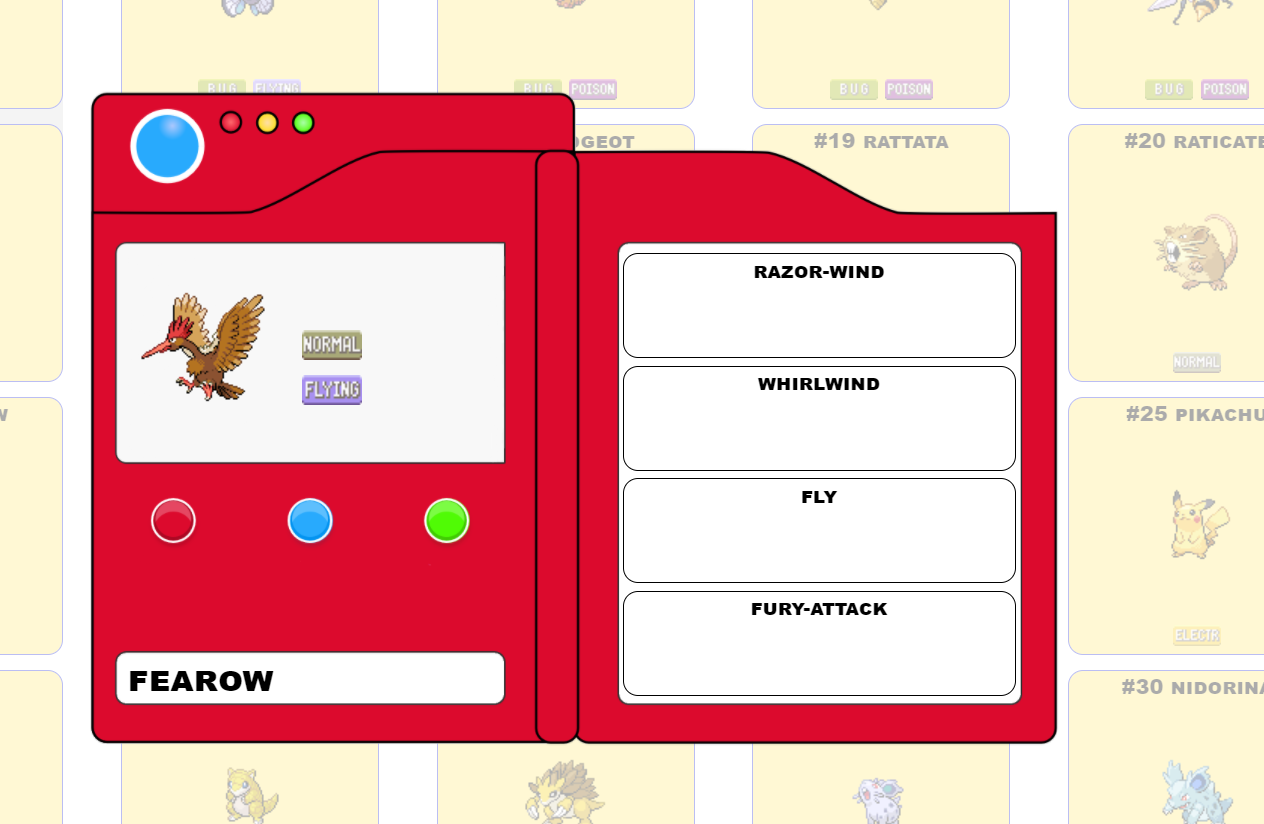 BUG FLYING
BUG POISON
BUG POISON
BUG POISON
#19 RATTATA
#20 RATICATE
NORMAL
FLYING
RAZOR-WIND
WHIRLWIND
FLY
FURY-ATTACK
FEAROW
NORMAL
#25 PIKACHU
ELECTR
#30 NIDORINA